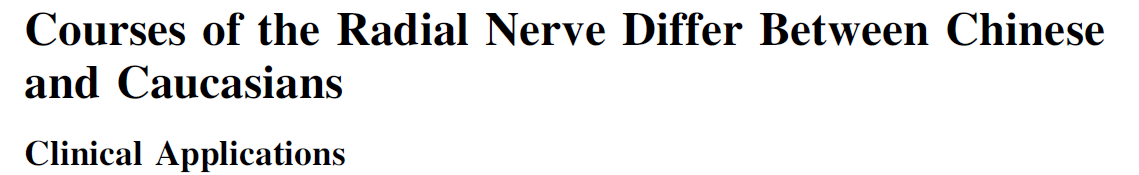 Courses of the Radial Nerve Differ Between Chinese
and Caucasians
Clinical Applications